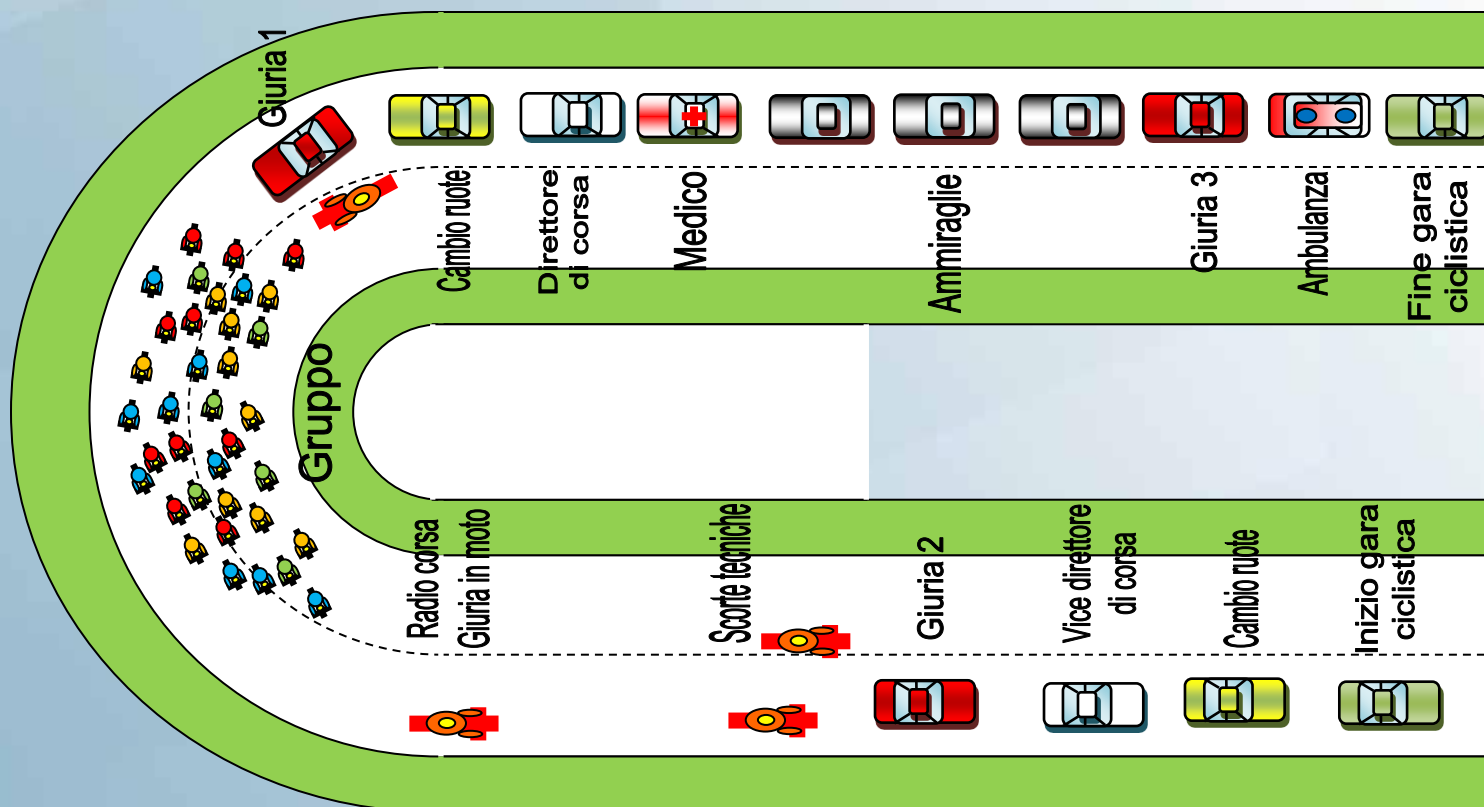 Giuria 1
Cambio ruote
Direttore
di corsa
Medico
Ammiraglie
Giuria 3
Ambulanza
Fine gara
ciclistica
Gruppo
Radio corsa
Giuria in moto
Scorte tecniche
Giuria 2
Vice direttore
di corsa
Cambio ruote
Inizio gara
ciclistica